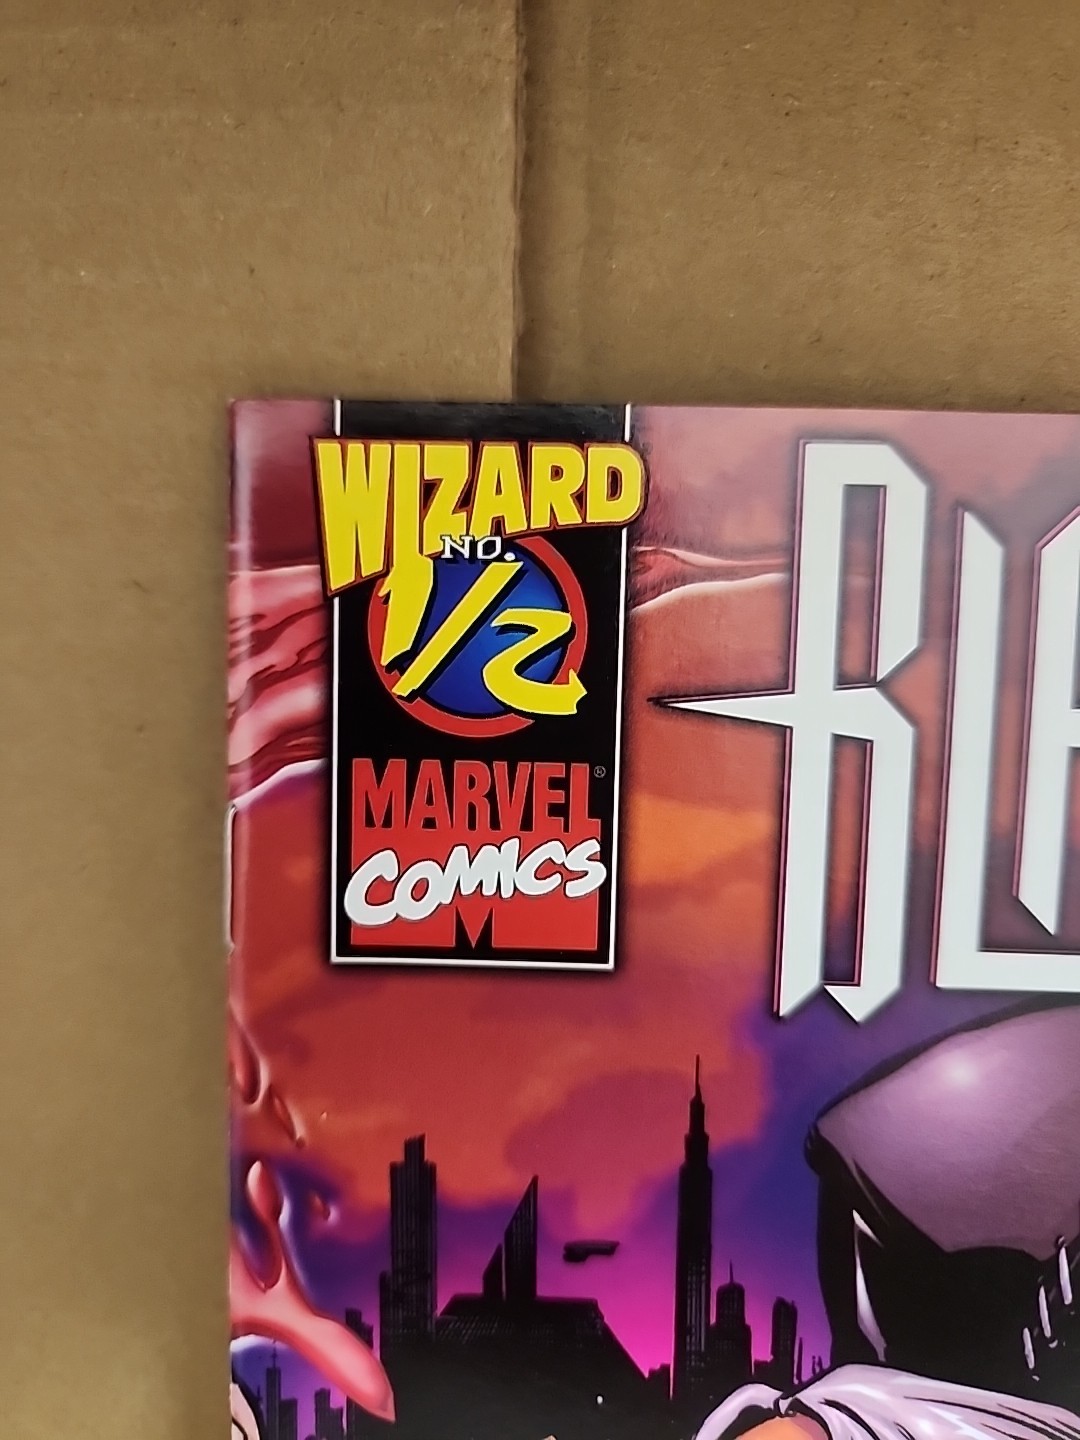 WIZARD
NO.
1/2
MARVEL®
COMICS